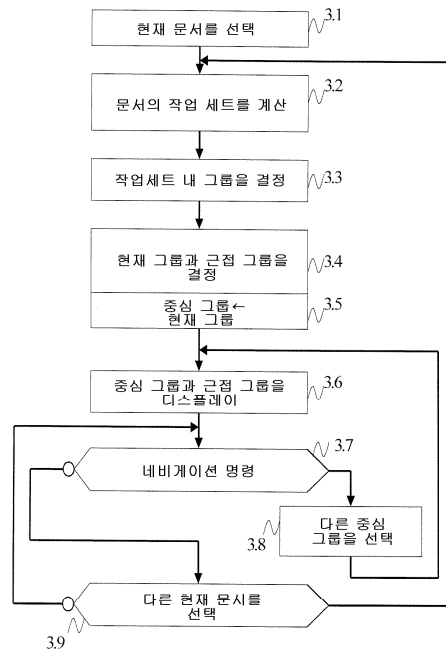 현재 문서를 선택
3.1
문서의 작업 세트를 계산
3.2
작업세트 내 그룹을 결정
3.3
현재 그룹과 근접 그룹을
결정
3.4
중심 그룹←
현재 그룹
3.5
중심 그룹과 근접 그룹을
디스플레이
3.6
네비게이션 명령
3.7
다른 중심
그룹을 선택
3.8
다른 현재 문시를
선택
3.9